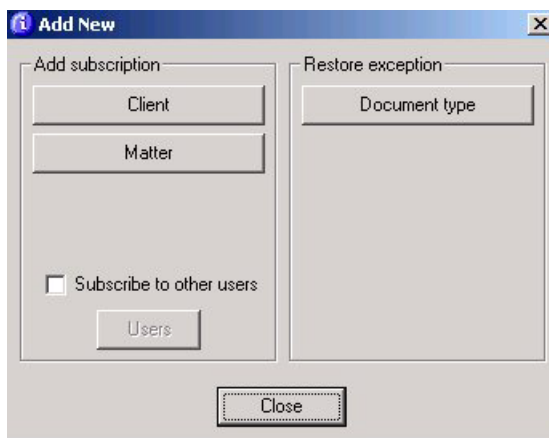 Add New
Add subscription
Client
Matter
Subscribe to other users
Users
Restore exception
Document type
Close